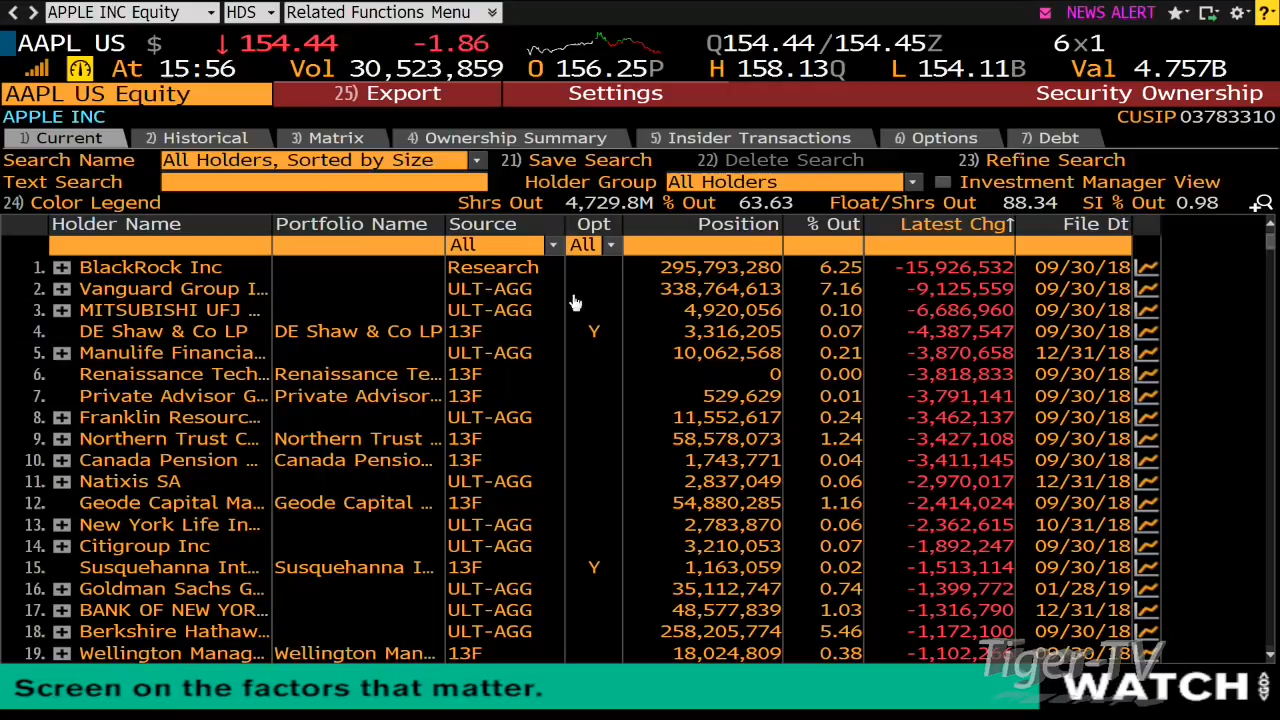 APPLE INC Equity HDS Related Functions Menu NEWS ALERT ?
AAPL US $ ↓154.44 -1.86 Q154.44/154.45Z 6×1
At 15:56 Vol 30,523,859 O 156.25P H 158.13Q L 154.11B Val 4.757B
AAPL US Equity 25) Export Settings Security Ownership
APPLE INC CUSIP 03783310
1) Current 2) Historical 3) Matrix 4) Ownership Summary 5) Insider Transactions 6) Options 7) Debt
Search Name All Holders, Sorted by Size 21) Save Search 22) Delete Search 23) Refine Search
Text Search Holder Group All Holders Investment Manager View
24) Color Legend Shrs Out 4,729.8M % Out 63.63 Float/Shrs Out 88.34 SI % Out 0.98
Holder Name Portfolio Name Source Opt Position % Out Latest Chg↑ File Dt
All All
1. BlackRock Inc Research 295,793,280 6.25 -15,926,532 09/30/18
2. Vanguard Group I... ULT-AGG 338,764,613 7.16 -9,125,559 09/30/18
3. MITSUBISHI UFJ ... ULT-AGG 4,920,056 0.10 -6,686,960 09/30/18
4. DE Shaw & Co LP DE Shaw & Co LP 13F Y 3,316,205 0.07 -4,387,547 09/30/18
5. Manulife Financia... ULT-AGG 10,062,568 0.21 -3,870,658 12/31/18
6. Renaissance Tech... Renaissance Te... 13F 0 0.00 -3,818,833 09/30/18
7. Private Advisor G... Private Advisor... 13F 529,629 0.01 -3,791,141 09/30/18
8. Franklin Resourc... ULT-AGG 11,552,617 0.24 -3,462,137 09/30/18
9. Northern Trust C... Northern Trust ... 13F 58,578,073 1.24 -3,427,108 09/30/18
10. Canada Pension ... Canada Pensio... 13F 1,743,771 0.04 -3,411,145 09/30/18
11. Natixis SA ULT-AGG 2,837,049 0.06 -2,970,017 12/31/18
12. Geode Capital Ma... Geode Capital ... 13F 54,880,285 1.16 -2,414,024 09/30/18
13. New York Life In... ULT-AGG 2,783,870 0.06 -2,362,615 10/31/18
14. Citigroup Inc ULT-AGG 3,210,053 0.07 -1,892,247 09/30/18
15. Susquehanna Int... Susquehanna I... 13F Y 1,163,059 0.02 -1,513,114 09/30/18
16. Goldman Sachs G... ULT-AGG 35,112,747 0.74 -1,399,772 01/28/19
17. BANK OF NEW YOR... ULT-AGG 48,577,839 1.03 -1,316,790 12/31/18
18. Berkshire Hathaw... ULT-AGG 258,205,774 5.46 -1,172,100 09/30/18
19. Wellington Manag... Wellington Man... 13F 18,024,809 0.38 09/30/18
Tiger-TV
Screen on the factors that matter. WATCH